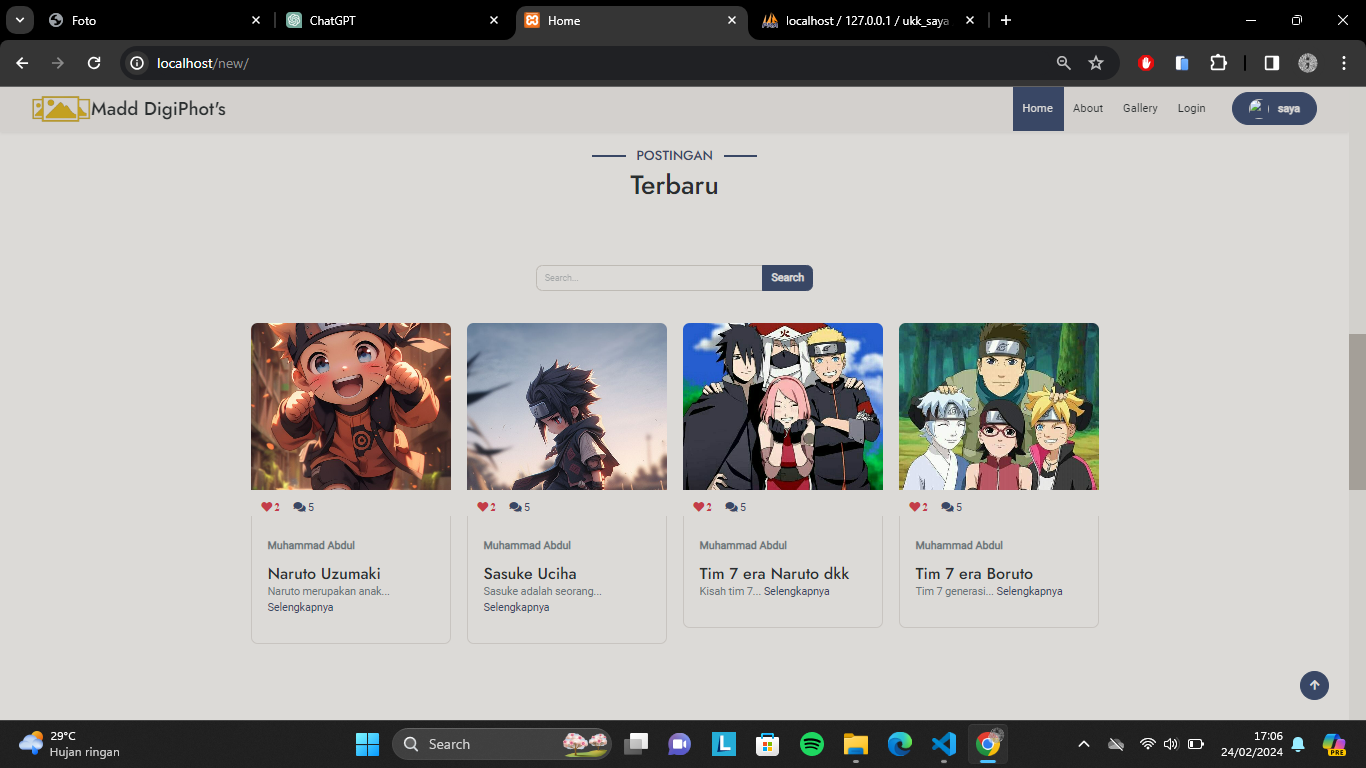 Foto
ChatGPT
Home
localhost / 127.0.0.1 / ukk_saya
localhost/new/
Madd DigiPhot's
Home
About
Gallery
Login
saya
POSTINGAN
Terbaru
Search...
Search
2 5
2 5
2 5
2 5
Muhammad Abdul
Naruto Uzumaki
Naruto merupakan anak...
Selengkapnya
Muhammad Abdul
Sasuke Uciha
Sasuke adalah seorang...
Selengkapnya
Muhammad Abdul
Tim 7 era Naruto dkk
Kisah tim 7... Selengkapnya
Muhammad Abdul
Tim 7 era Boruto
Tim 7 generasi... Selengkapnya
29°C
Hujan ringan
Search
17:06
24/02/2024
PRE